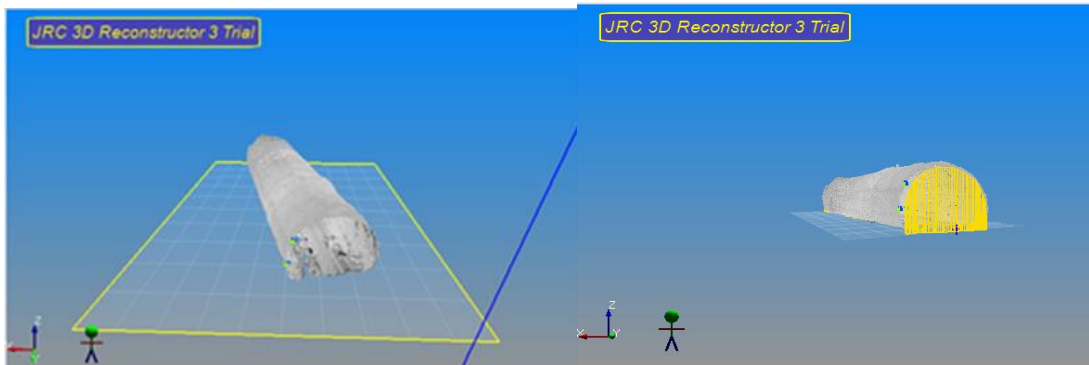 JRC 3D Reconstructor 3 Trial
JRC 3D Reconstructor 3 Trial
Z
X
Y
Z
X
Y